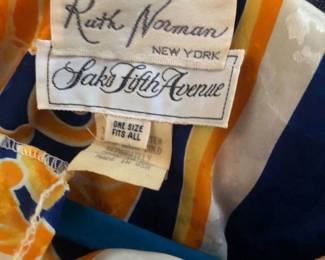 Ruth Norman
NEW YORK
Saks Fifth Avenue
ONE SIZE
FITS ALL